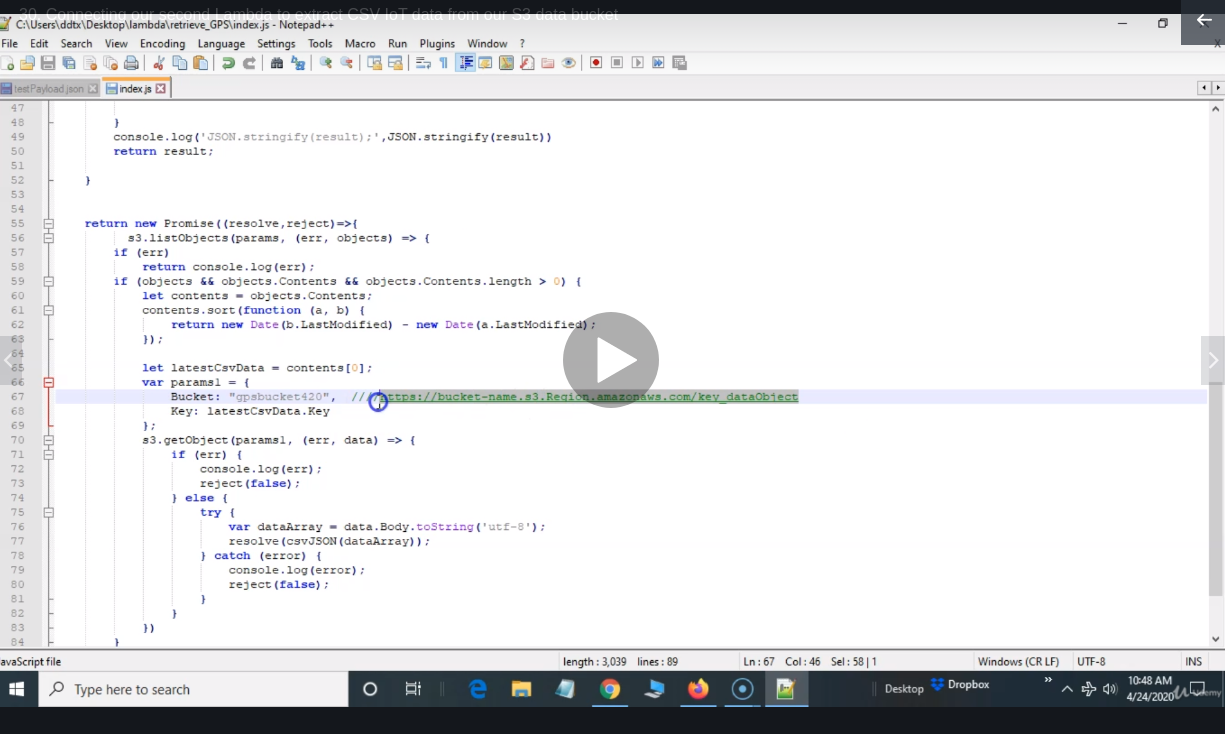 30. Connecting our second Lambda to extract CSV IoT data from our S3 data bucket
C:\Users\ddtx\Desktop\lambda\retrieve_GPS\index.js - Notepad++
File Edit Search View Encoding Language Settings Tools Macro Run Plugins Window ?
testPayload.json index.js
47
48 }
49 console.log('JSON.stringify(result);',JSON.stringify(result))
50 return result;
51
52 }
53
54
55 return new Promise((resolve,reject)=>{
56 s3.listObjects(params, (err, objects) => {
57 if (err)
58 return console.log(err);
59 if (objects && objects.Contents && objects.Contents.length > 0) {
60 let contents = objects.Contents;
61 contents.sort(function (a, b) {
62 return new Date(b.LastModified) - new Date(a.LastModified);
63 });
64
65 let latestCsvData = contents[0];
66 var params1 = {
67 Bucket: "gpsbucket420", ////https://bucket-name.s3.Region.amazonaws.com/key_dataObject
68 Key: latestCsvData.Key
69 };
70 s3.getObject(params1, (err, data) => {
71 if (err) {
72 console.log(err);
73 reject(false);
74 } else {
75 try {
76 var dataArray = data.Body.toString('utf-8');
77 resolve(csvJSON(dataArray));
78 } catch (error) {
79 console.log(error);
80 reject(false);
81 }
82 }
83 })
84 }
avaScript file length : 3,039 lines : 89 Ln : 67 Col : 46 Sel : 58 | 1 Windows (CR LF) UTF-8 INS
Type here to search Desktop Dropbox 10:48 AM
4/24/2020 Udemy